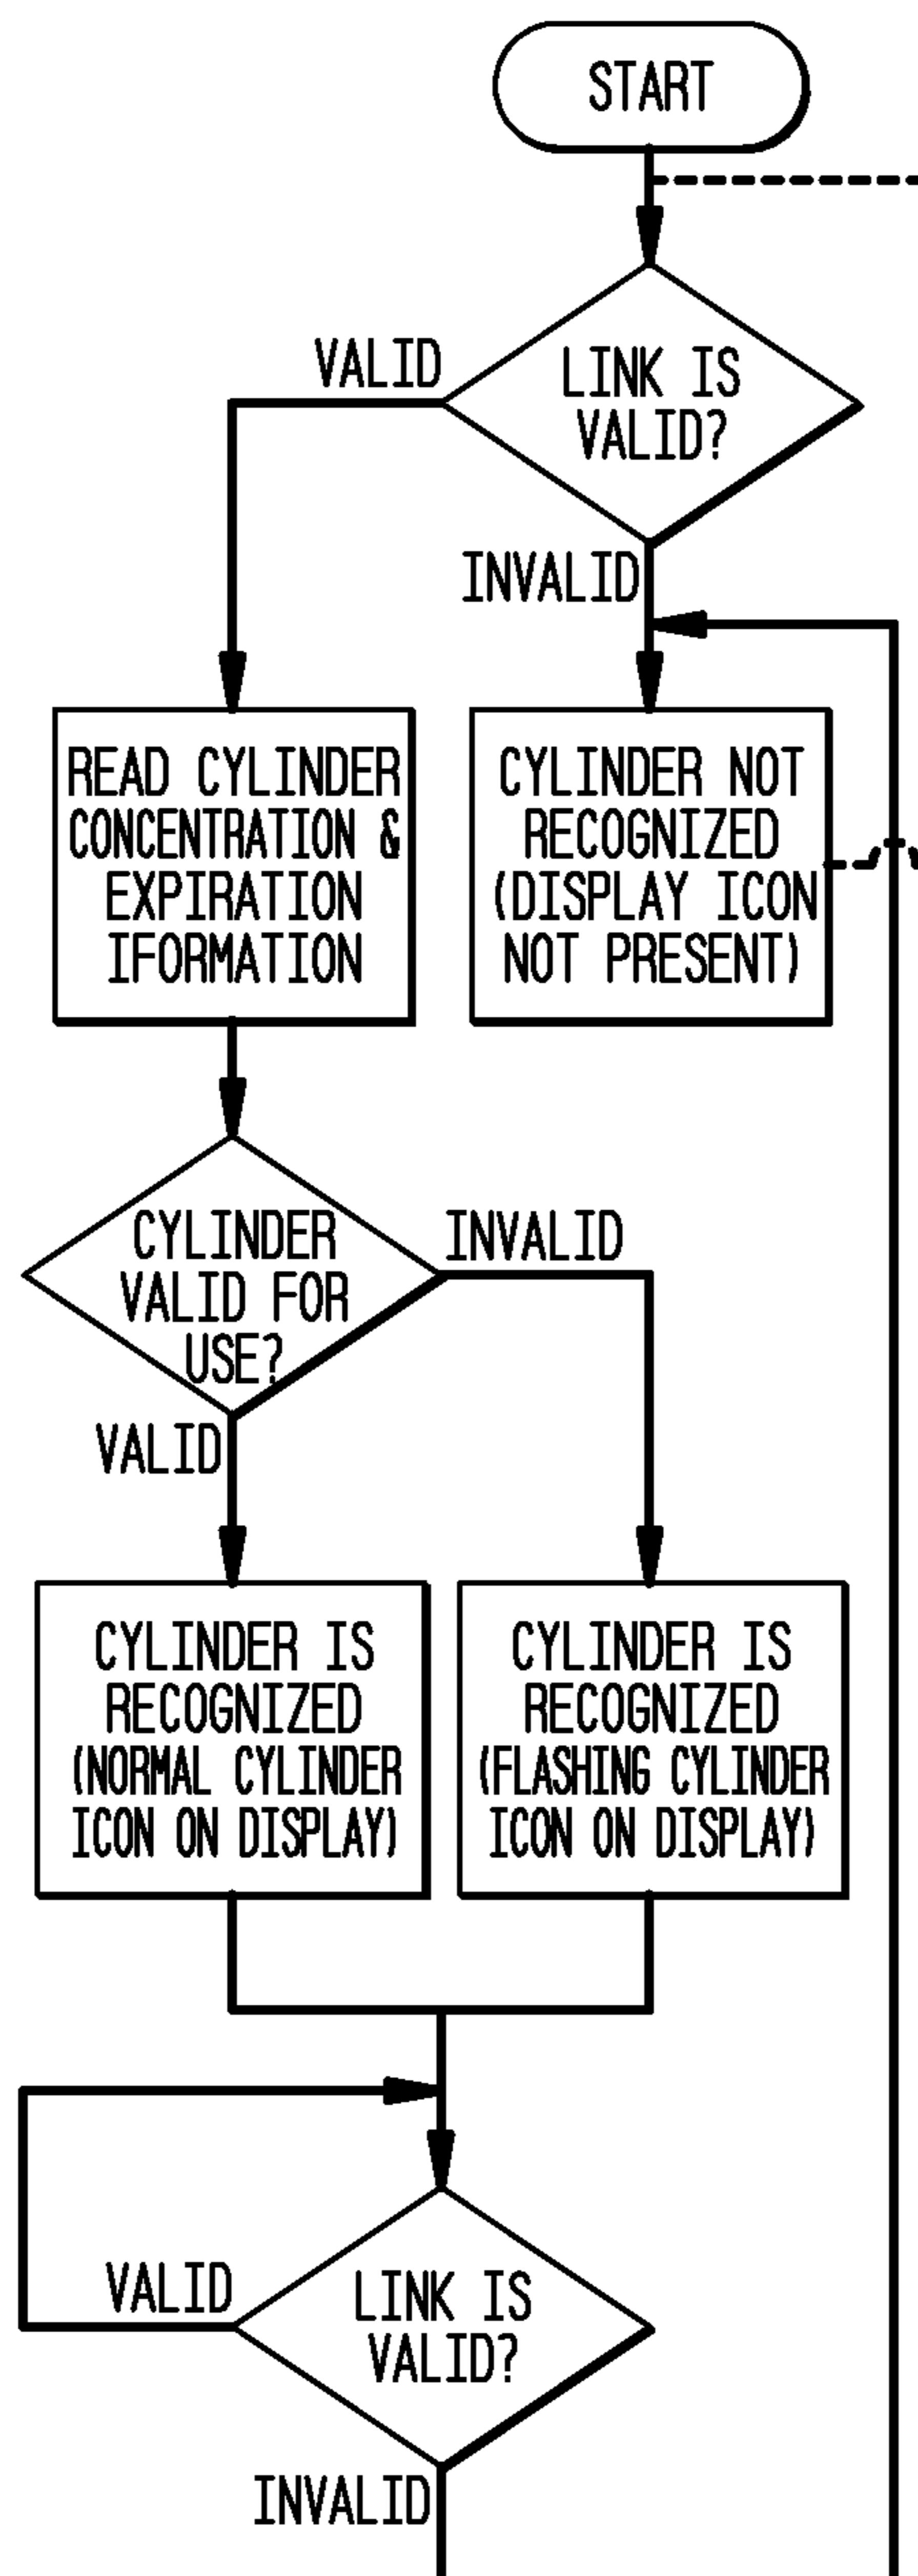 START
VALID
LINK IS
VALID?
INVALID
READ CYLINDER
CONCENTRATION &
EXPIRATION
IFORMATION
CYLINDER NOT
RECOGNIZED
(DISPLAY ICON
NOT PRESENT)
CYLINDER
VALID FOR
USE?
INVALID
VALID
CYLINDER IS
RECOGNIZED
(NORMAL CYLINDER
ICON ON DISPLAY)
CYLINDER IS
RECOGNIZED
(FLASHING CYLINDER
ICON ON DISPLAY)
VALID
LINK IS
VALID?
INVALID